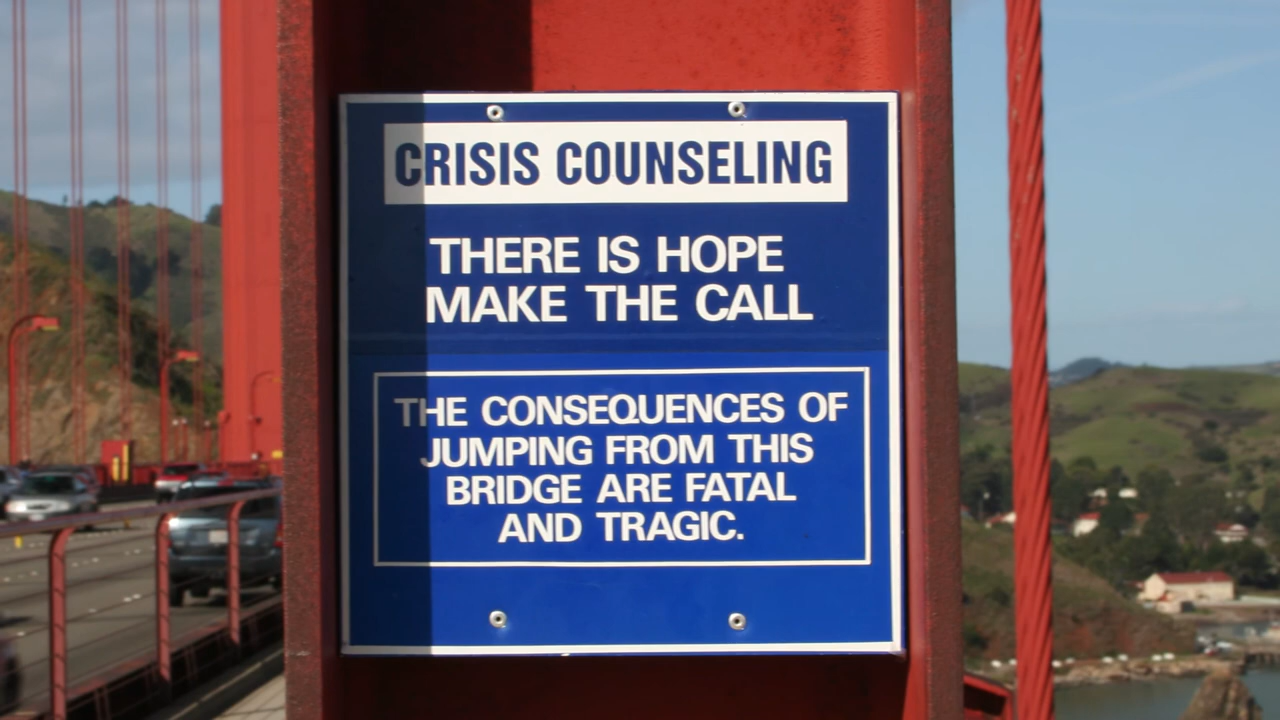 CRISIS COUNSELING
THERE IS HOPE
MAKE THE CALL
THE CONSEQUENCES OF
JUMPING FROM THIS
BRIDGE ARE FATAL
AND TRAGIC.